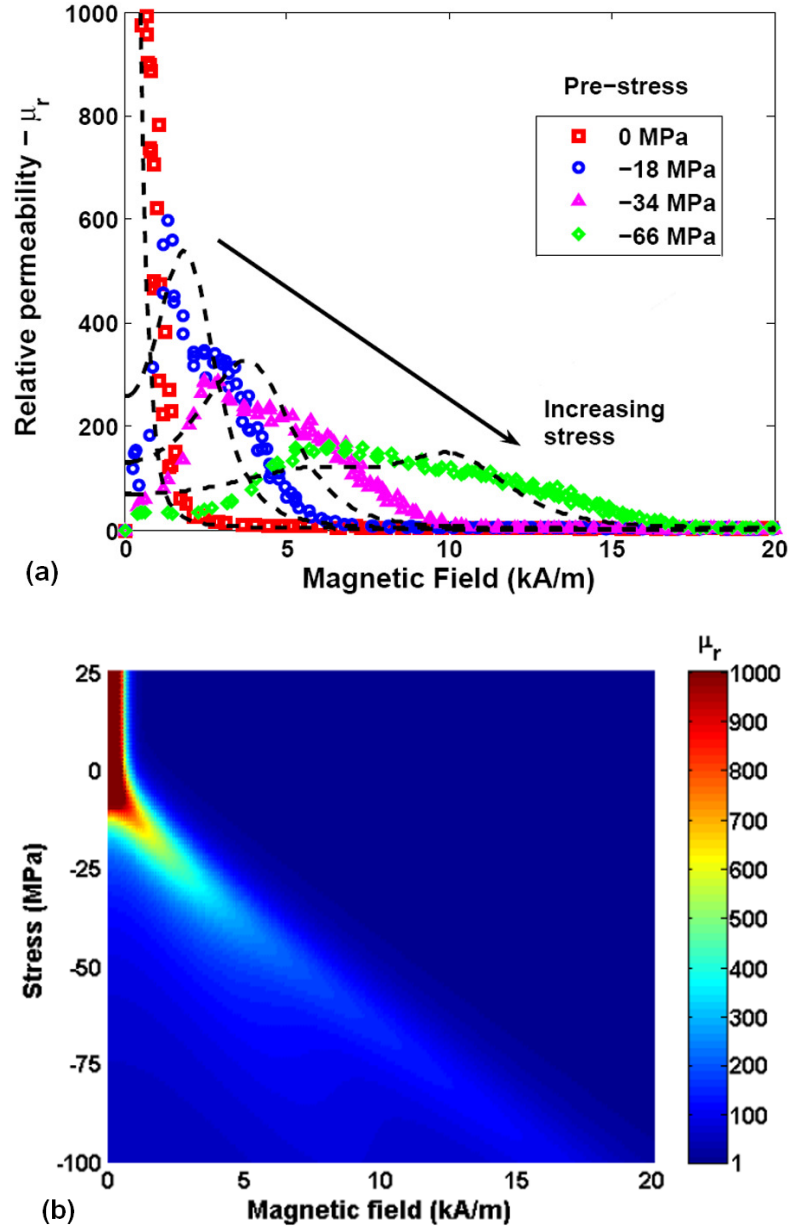 1000
800
600
400
200
0
Relative permeability − μr
Pre−stress
0 MPa
−18 MPa
−34 MPa
−66 MPa
Increasing
stress
0 5 10 15 20
Magnetic Field (kA/m)
(a)
μr
25
0
-25
-50
-75
-100
Stress (MPa)
1000
900
800
700
600
500
400
300
200
100
1
0 5 10 15 20
Magnetic field (kA/m)
(b)